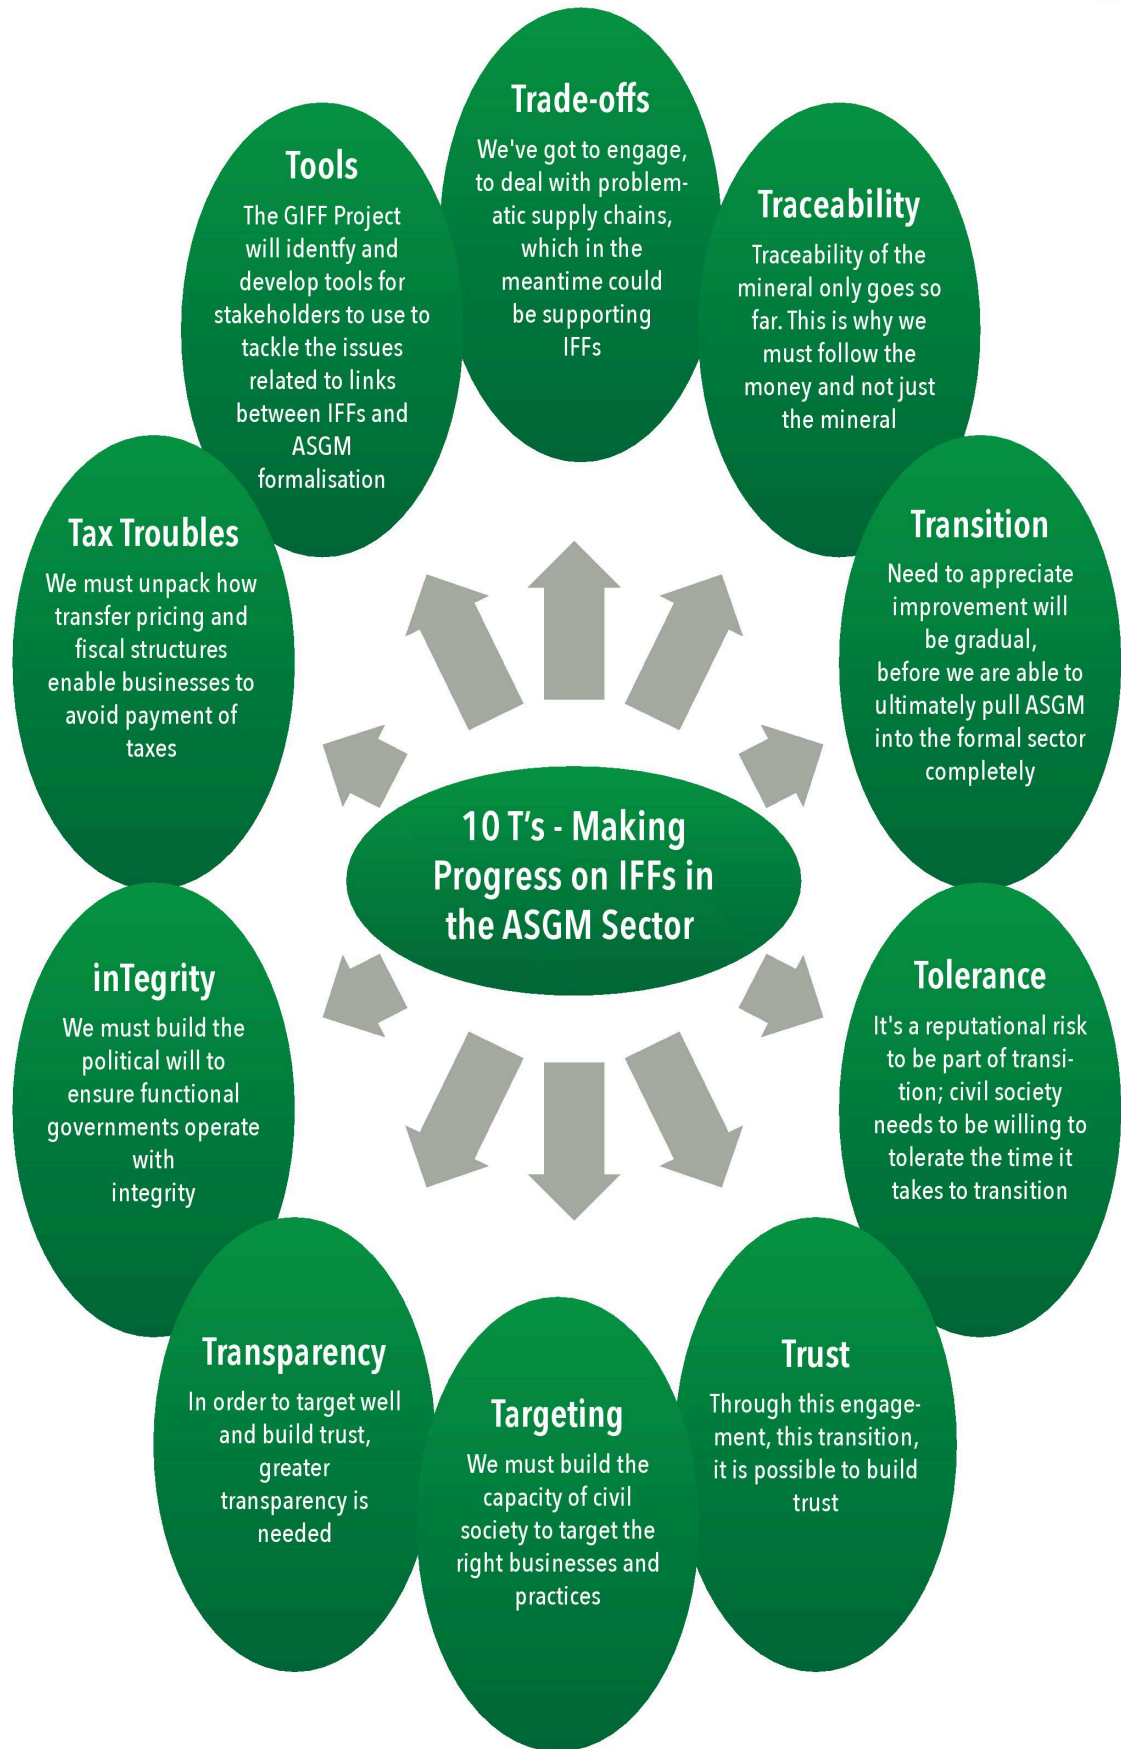 Trade-offs
We've got to engage,
to deal with problem-
atic supply chains,
which in the
meantime could
be supporting
IFFs
Traceability
Traceability of the
mineral only goes so
far. This is why we
must follow the
money and not just
the mineral
Transition
Need to appreciate
improvement will
be gradual,
before we are able to
ultimately pull ASGM
into the formal sector
completely
Tolerance
It's a reputational risk
to be part of transi-
tion; civil society
needs to be willing to
tolerate the time it
takes to transition
Trust
Through this engage-
ment, this transition,
it is possible to build
trust
Targeting
We must build the
capacity of civil
society to target the
right businesses and
practices
Transparency
In order to target well
and build trust,
greater
transparency is
needed
inTegrity
We must build the
political will to
ensure functional
governments operate
with
integrity
Tax Troubles
We must unpack how
transfer pricing and
fiscal structures
enable businesses to
avoid payment of
taxes
Tools
The GIFF Project
will identfy and
develop tools for
stakeholders to use to
tackle the issues
related to links
between IFFs and
ASGM
formalisation
10 T's - Making
Progress on IFFs in
the ASGM Sector